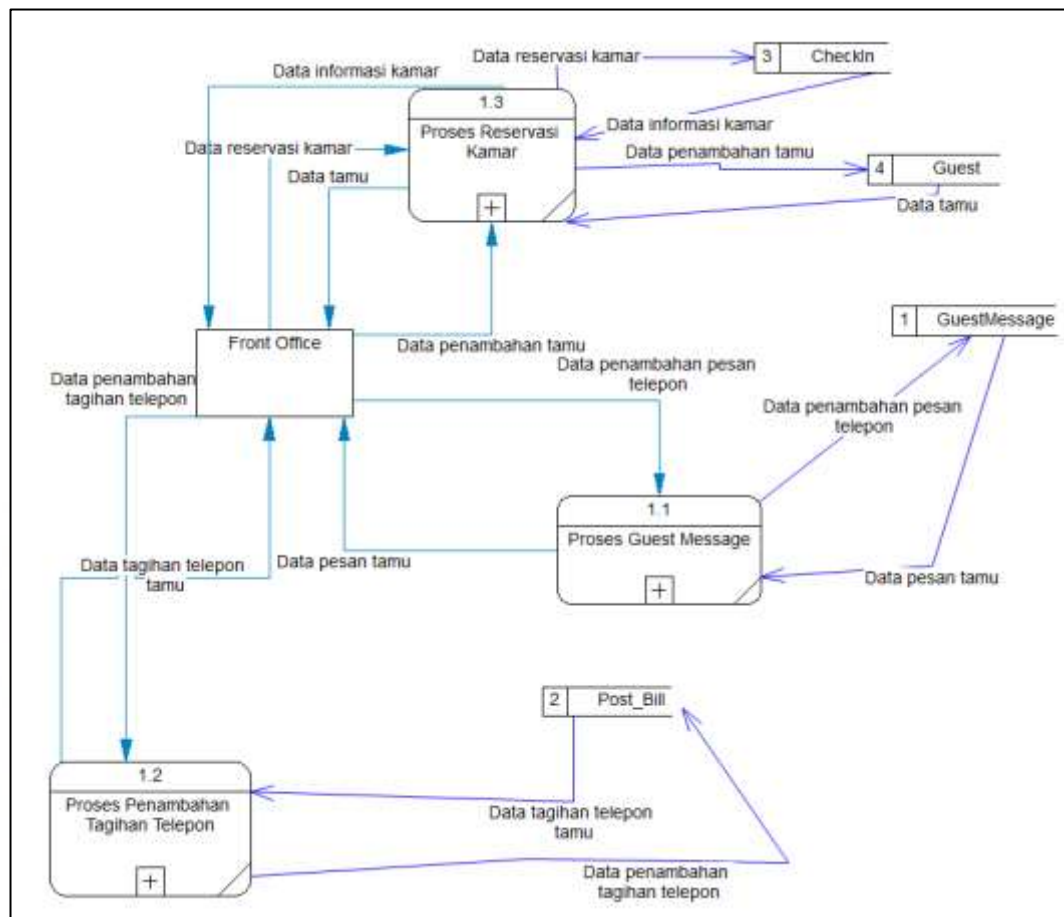 Data reservasi kamar
3 CheckIn
Data informasi kamar
1.3
Proses Reservasi
Kamar
Data informasi kamar
Data reservasi kamar
Data penambahan tamu
4 Guest
Data tamu
Data tamu
Front Office
Data penambahan tamu
1 GuestMessage
Data penambahan
tagihan telepon
Data penambahan pesan
telepon
Data penambahan pesan
telepon
1.1
Proses Guest Message
Data tagihan telepon
tamu
Data pesan tamu
Data pesan tamu
2 Post_Bill
1.2
Proses Penambahan
Tagihan Telepon
Data tagihan telepon
tamu
Data penambahan
tagihan telepon